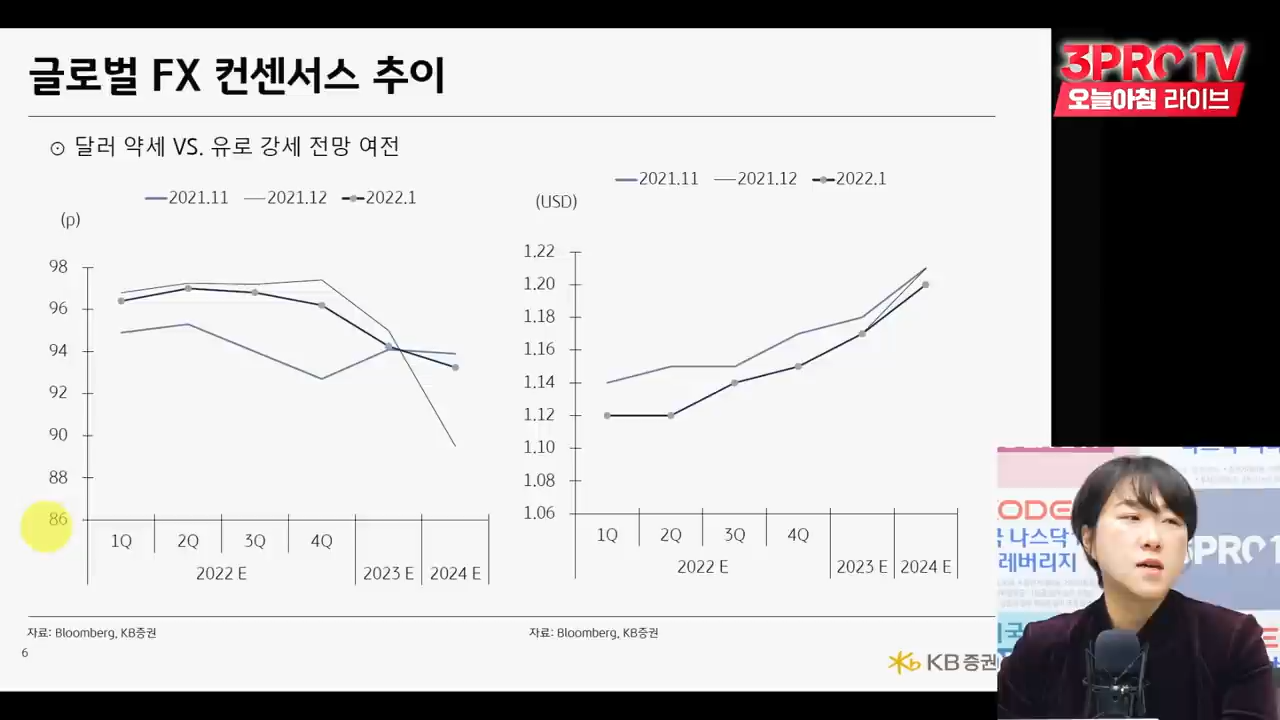 글로벌 FX 컨센서스 추이
3PROTV
오늘아침 라이브
⊙ 달러 약세 VS. 유로 강세 전망 여전
2021.11 2021.12 2022.1
(p)
98
96
94
92
90
88
86
1Q 2Q 3Q 4Q
2022 E 2023 E 2024 E
자료: Bloomberg, KB증권
2021.11 2021.12 2022.1
(USD)
1.22
1.20
1.18
1.16
1.14
1.12
1.10
1.08
1.06
1Q 2Q 3Q 4Q
2022 E 2023 E 2024 E
자료: Bloomberg, KB증권
6
KB증권
나스닥
레버리지
3PRO